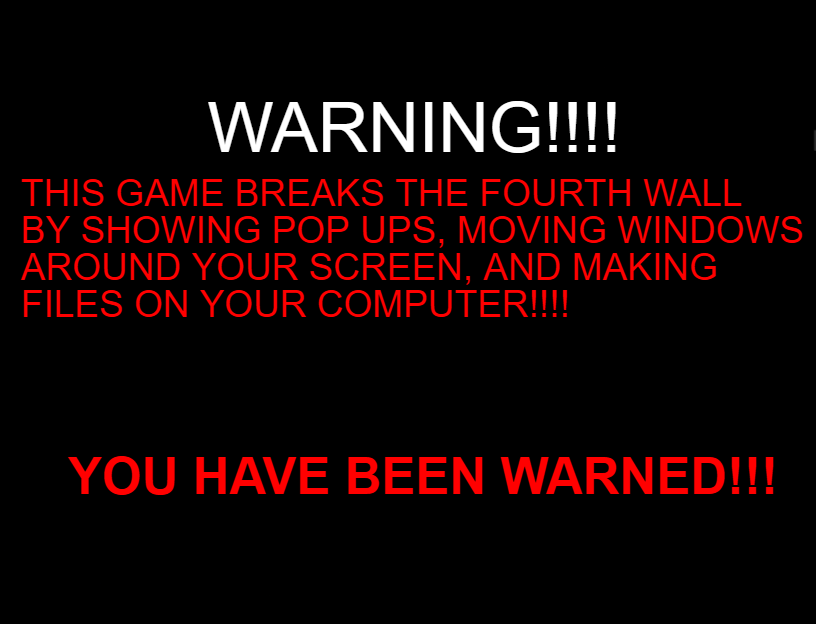 WARNING!!!!
THIS GAME BREAKS THE FOURTH WALL
BY SHOWING POP UPS, MOVING WINDOWS
AROUND YOUR SCREEN, AND MAKING
FILES ON YOUR COMPUTER!!!!
YOU HAVE BEEN WARNED!!!